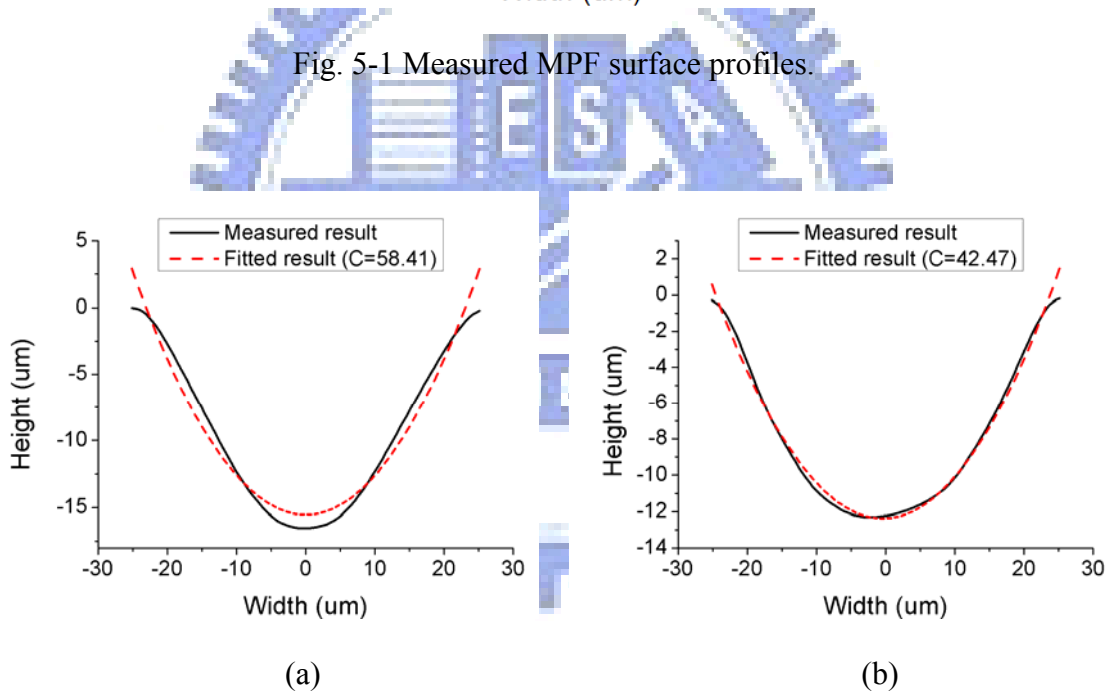 Fig. 5-1 Measured MPF surface profiles.
E S A
Measured result
Fitted result (C=58.41)
5
0
-5
-10
-15
Height (um)
-30 -20 -10 0 10 20 30
Width (um)
(a)
Measured result
Fitted result (C=42.47)
2
0
-2
-4
-6
-8
-10
-12
-14
Height (um)
-30 -20 -10 0 10 20 30
Width (um)
(b)